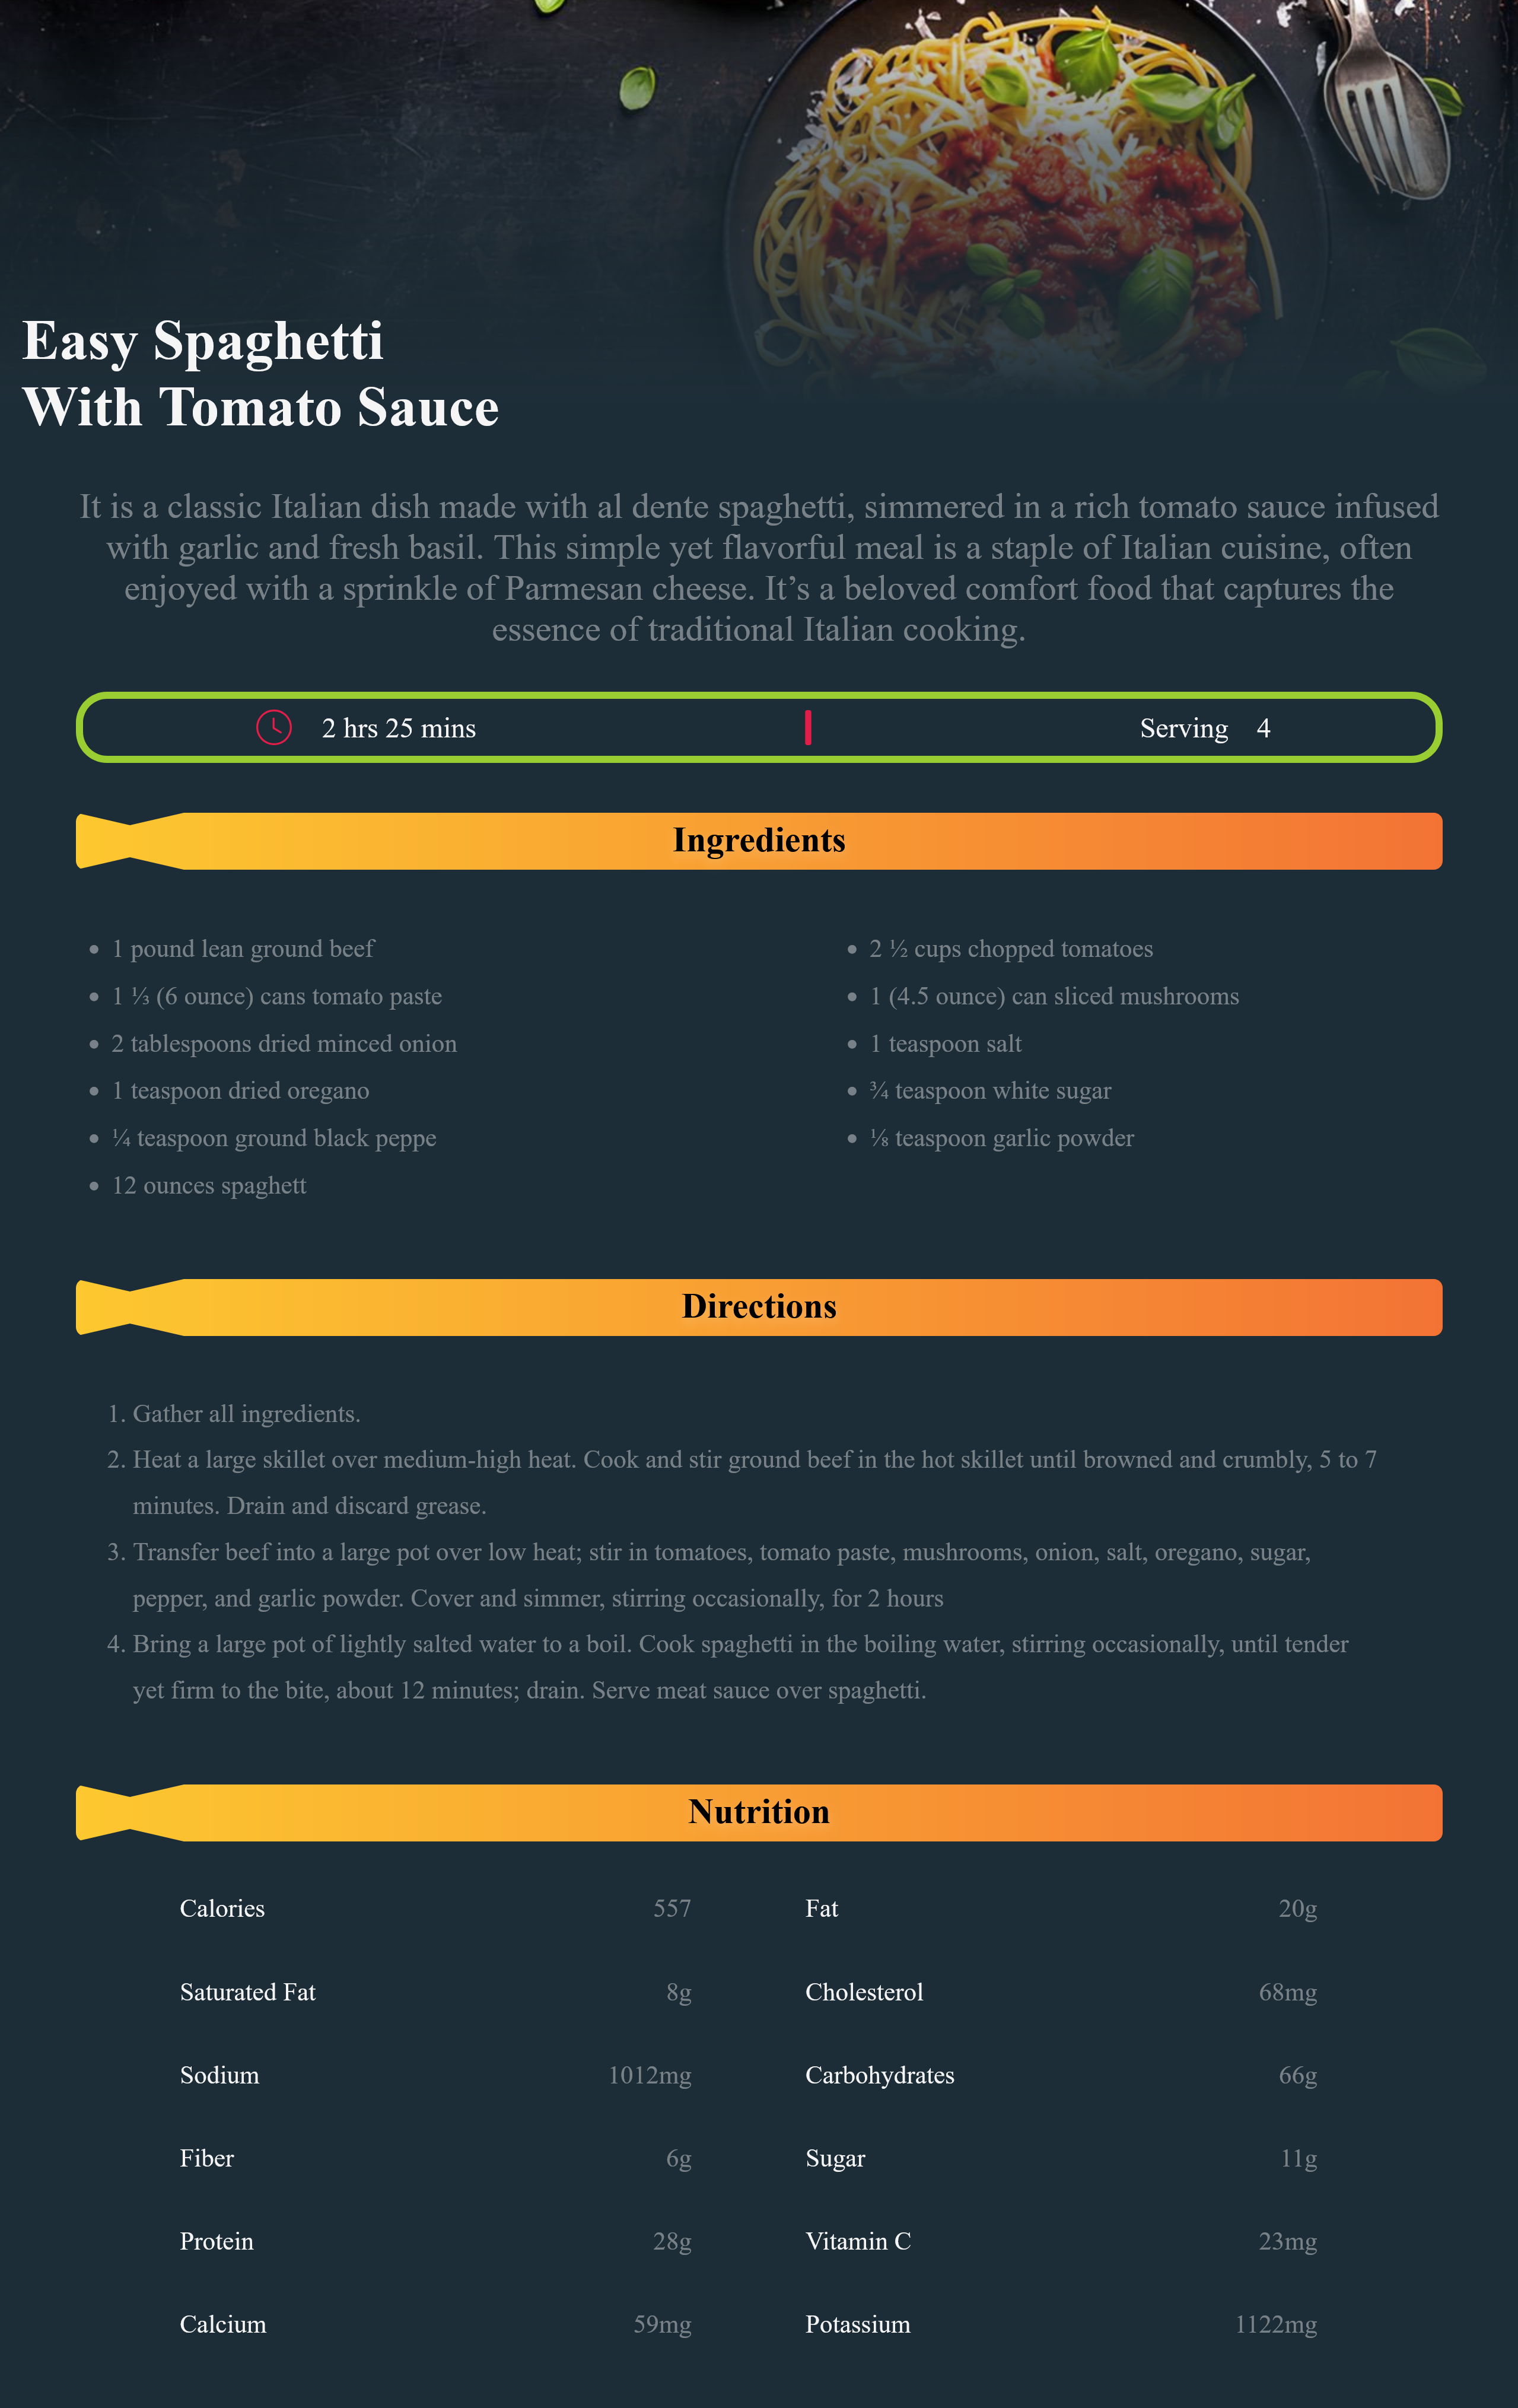 Easy Spaghetti
With Tomato Sauce
It is a classic Italian dish made with al dente spaghetti, simmered in a rich tomato sauce infused
with garlic and fresh basil. This simple yet flavorful meal is a staple of Italian cuisine, often
enjoyed with a sprinkle of Parmesan cheese. It’s a beloved comfort food that captures the
essence of traditional Italian cooking.
2 hrs 25 mins
Serving 4
Ingredients
• 1 pound lean ground beef
• 1 ⅓ (6 ounce) cans tomato paste
• 2 tablespoons dried minced onion
• 1 teaspoon dried oregano
• ¼ teaspoon ground black peppe
• 12 ounces spaghett
• 2 ½ cups chopped tomatoes
• 1 (4.5 ounce) can sliced mushrooms
• 1 teaspoon salt
• ¾ teaspoon white sugar
• ⅛ teaspoon garlic powder
Directions
1. Gather all ingredients.
2. Heat a large skillet over medium-high heat. Cook and stir ground beef in the hot skillet until browned and crumbly, 5 to 7
minutes. Drain and discard grease.
3. Transfer beef into a large pot over low heat; stir in tomatoes, tomato paste, mushrooms, onion, salt, oregano, sugar,
pepper, and garlic powder. Cover and simmer, stirring occasionally, for 2 hours
4. Bring a large pot of lightly salted water to a boil. Cook spaghetti in the boiling water, stirring occasionally, until tender
yet firm to the bite, about 12 minutes; drain. Serve meat sauce over spaghetti.
Nutrition
Calories 557 Fat 20g
Saturated Fat 8g Cholesterol 68mg
Sodium 1012mg Carbohydrates 66g
Fiber 6g Sugar 11g
Protein 28g Vitamin C 23mg
Calcium 59mg Potassium 1122mg